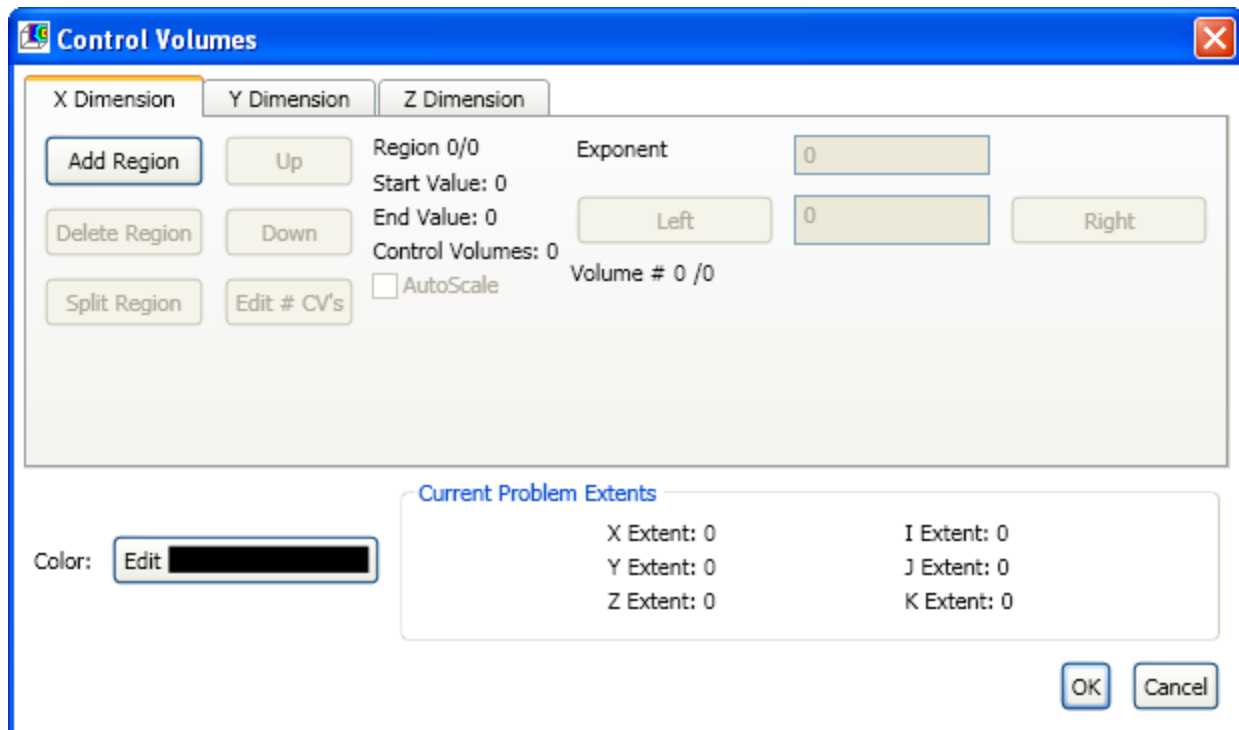 Control Volumes
X Dimension
Y Dimension
Z Dimension
Add Region
Up
Region 0/0
Exponent
0
Start Value: 0
Delete Region
Down
End Value: 0
Left
0
Right
Control Volumes: 0
Volume # 0 /0
Split Region
Edit # CV's
AutoScale
Current Problem Extents
X Extent: 0
I Extent: 0
Color:
Edit
Y Extent: 0
J Extent: 0
Z Extent: 0
K Extent: 0
OK
Cancel